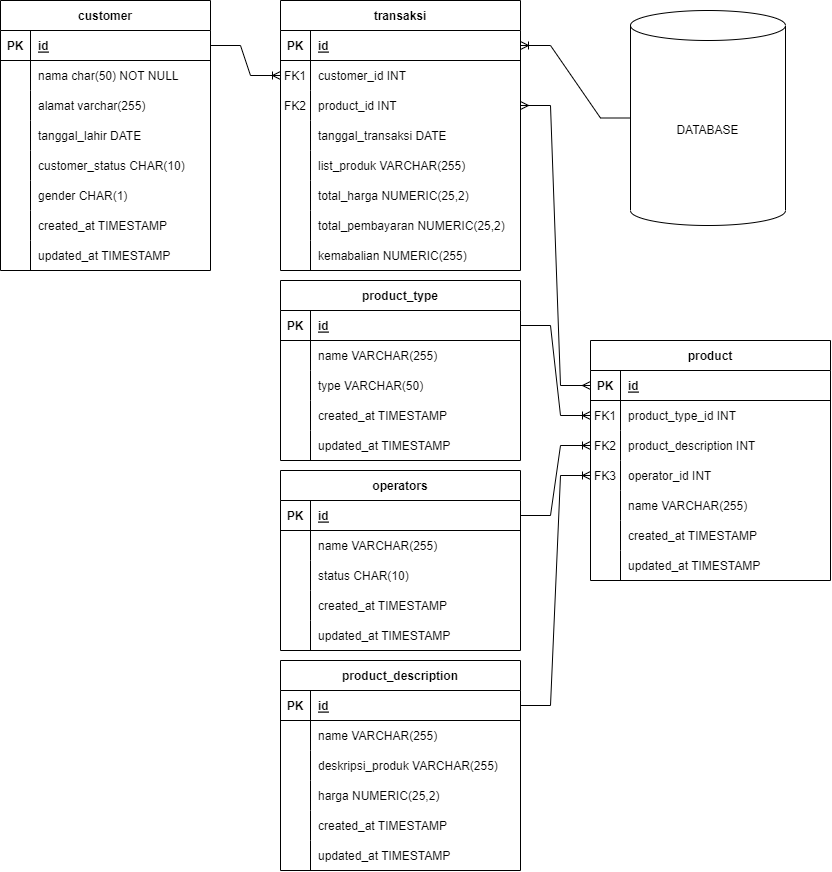 customer
PK id
nama char(50) NOT NULL
alamat varchar(255)
tanggal_lahir DATE
customer_status CHAR(10)
gender CHAR(1)
created_at TIMESTAMP
updated_at TIMESTAMP
transaksi
PK id
FK1 customer_id INT
FK2 product_id INT
tanggal_transaksi DATE
list_produk VARCHAR(255)
total_harga NUMERIC(25,2)
total_pembayaran NUMERIC(25,2)
kemabalian NUMERIC(255)
DATABASE
product_type
PK id
name VARCHAR(255)
type VARCHAR(50)
created_at TIMESTAMP
updated_at TIMESTAMP
product
PK id
FK1 product_type_id INT
FK2 product_description INT
FK3 operator_id INT
name VARCHAR(255)
created_at TIMESTAMP
updated_at TIMESTAMP
operators
PK id
name VARCHAR(255)
status CHAR(10)
created_at TIMESTAMP
updated_at TIMESTAMP
product_description
PK id
name VARCHAR(255)
deskripsi_produk VARCHAR(255)
harga NUMERIC(25,2)
created_at TIMESTAMP
updated_at TIMESTAMP